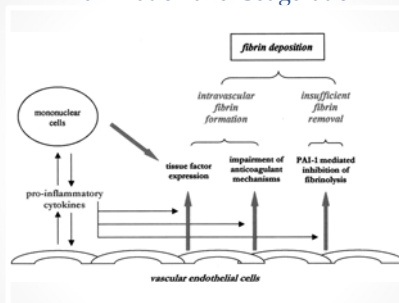 fibrin deposition
intravascular
fibrin
formation
insufficient
fibrin
removal
mononuclear
cells
tissue factor
expression
impairment of
anticoagulant
mechanisms
PAI-1 mediated
inhibition of
fibrinolysis
pro-inflammatory
cytokines
vascular endothelial cells